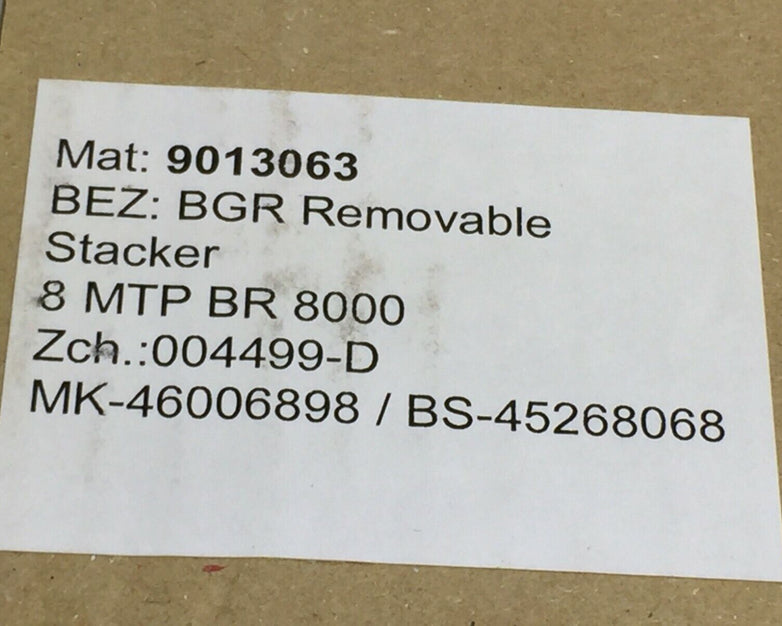 Mat: 9013063
BEZ: BGR Removable
Stacker
8 MTP BR 8000
Zch.:004499-D
MK-46006898 / BS-45268068